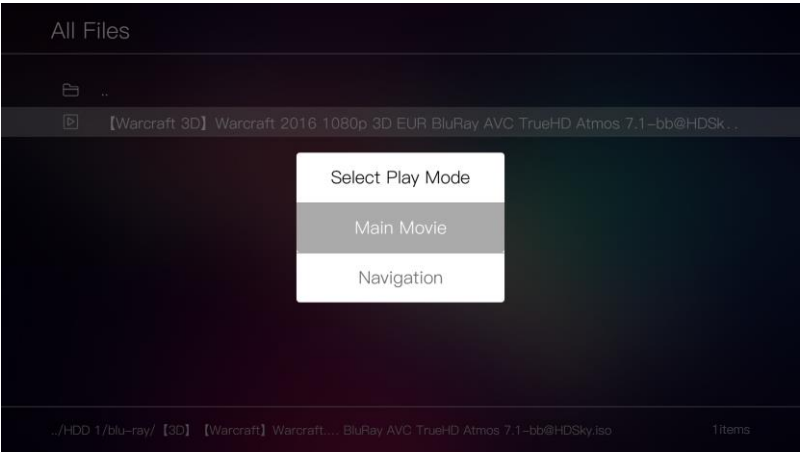 All Files
..
【Warcraft 3D】Warcraft 2016 1080p 3D EUR BluRay AVC TrueHD Atmos 7.1-bb@HDSk..
Select Play Mode
Main Movie
Navigation
../HDD 1/blu-ray/【3D】【Warcraft】Warcraft.... BluRay AVC TrueHD Atmos 7.1-bb@HDSky.iso 1items